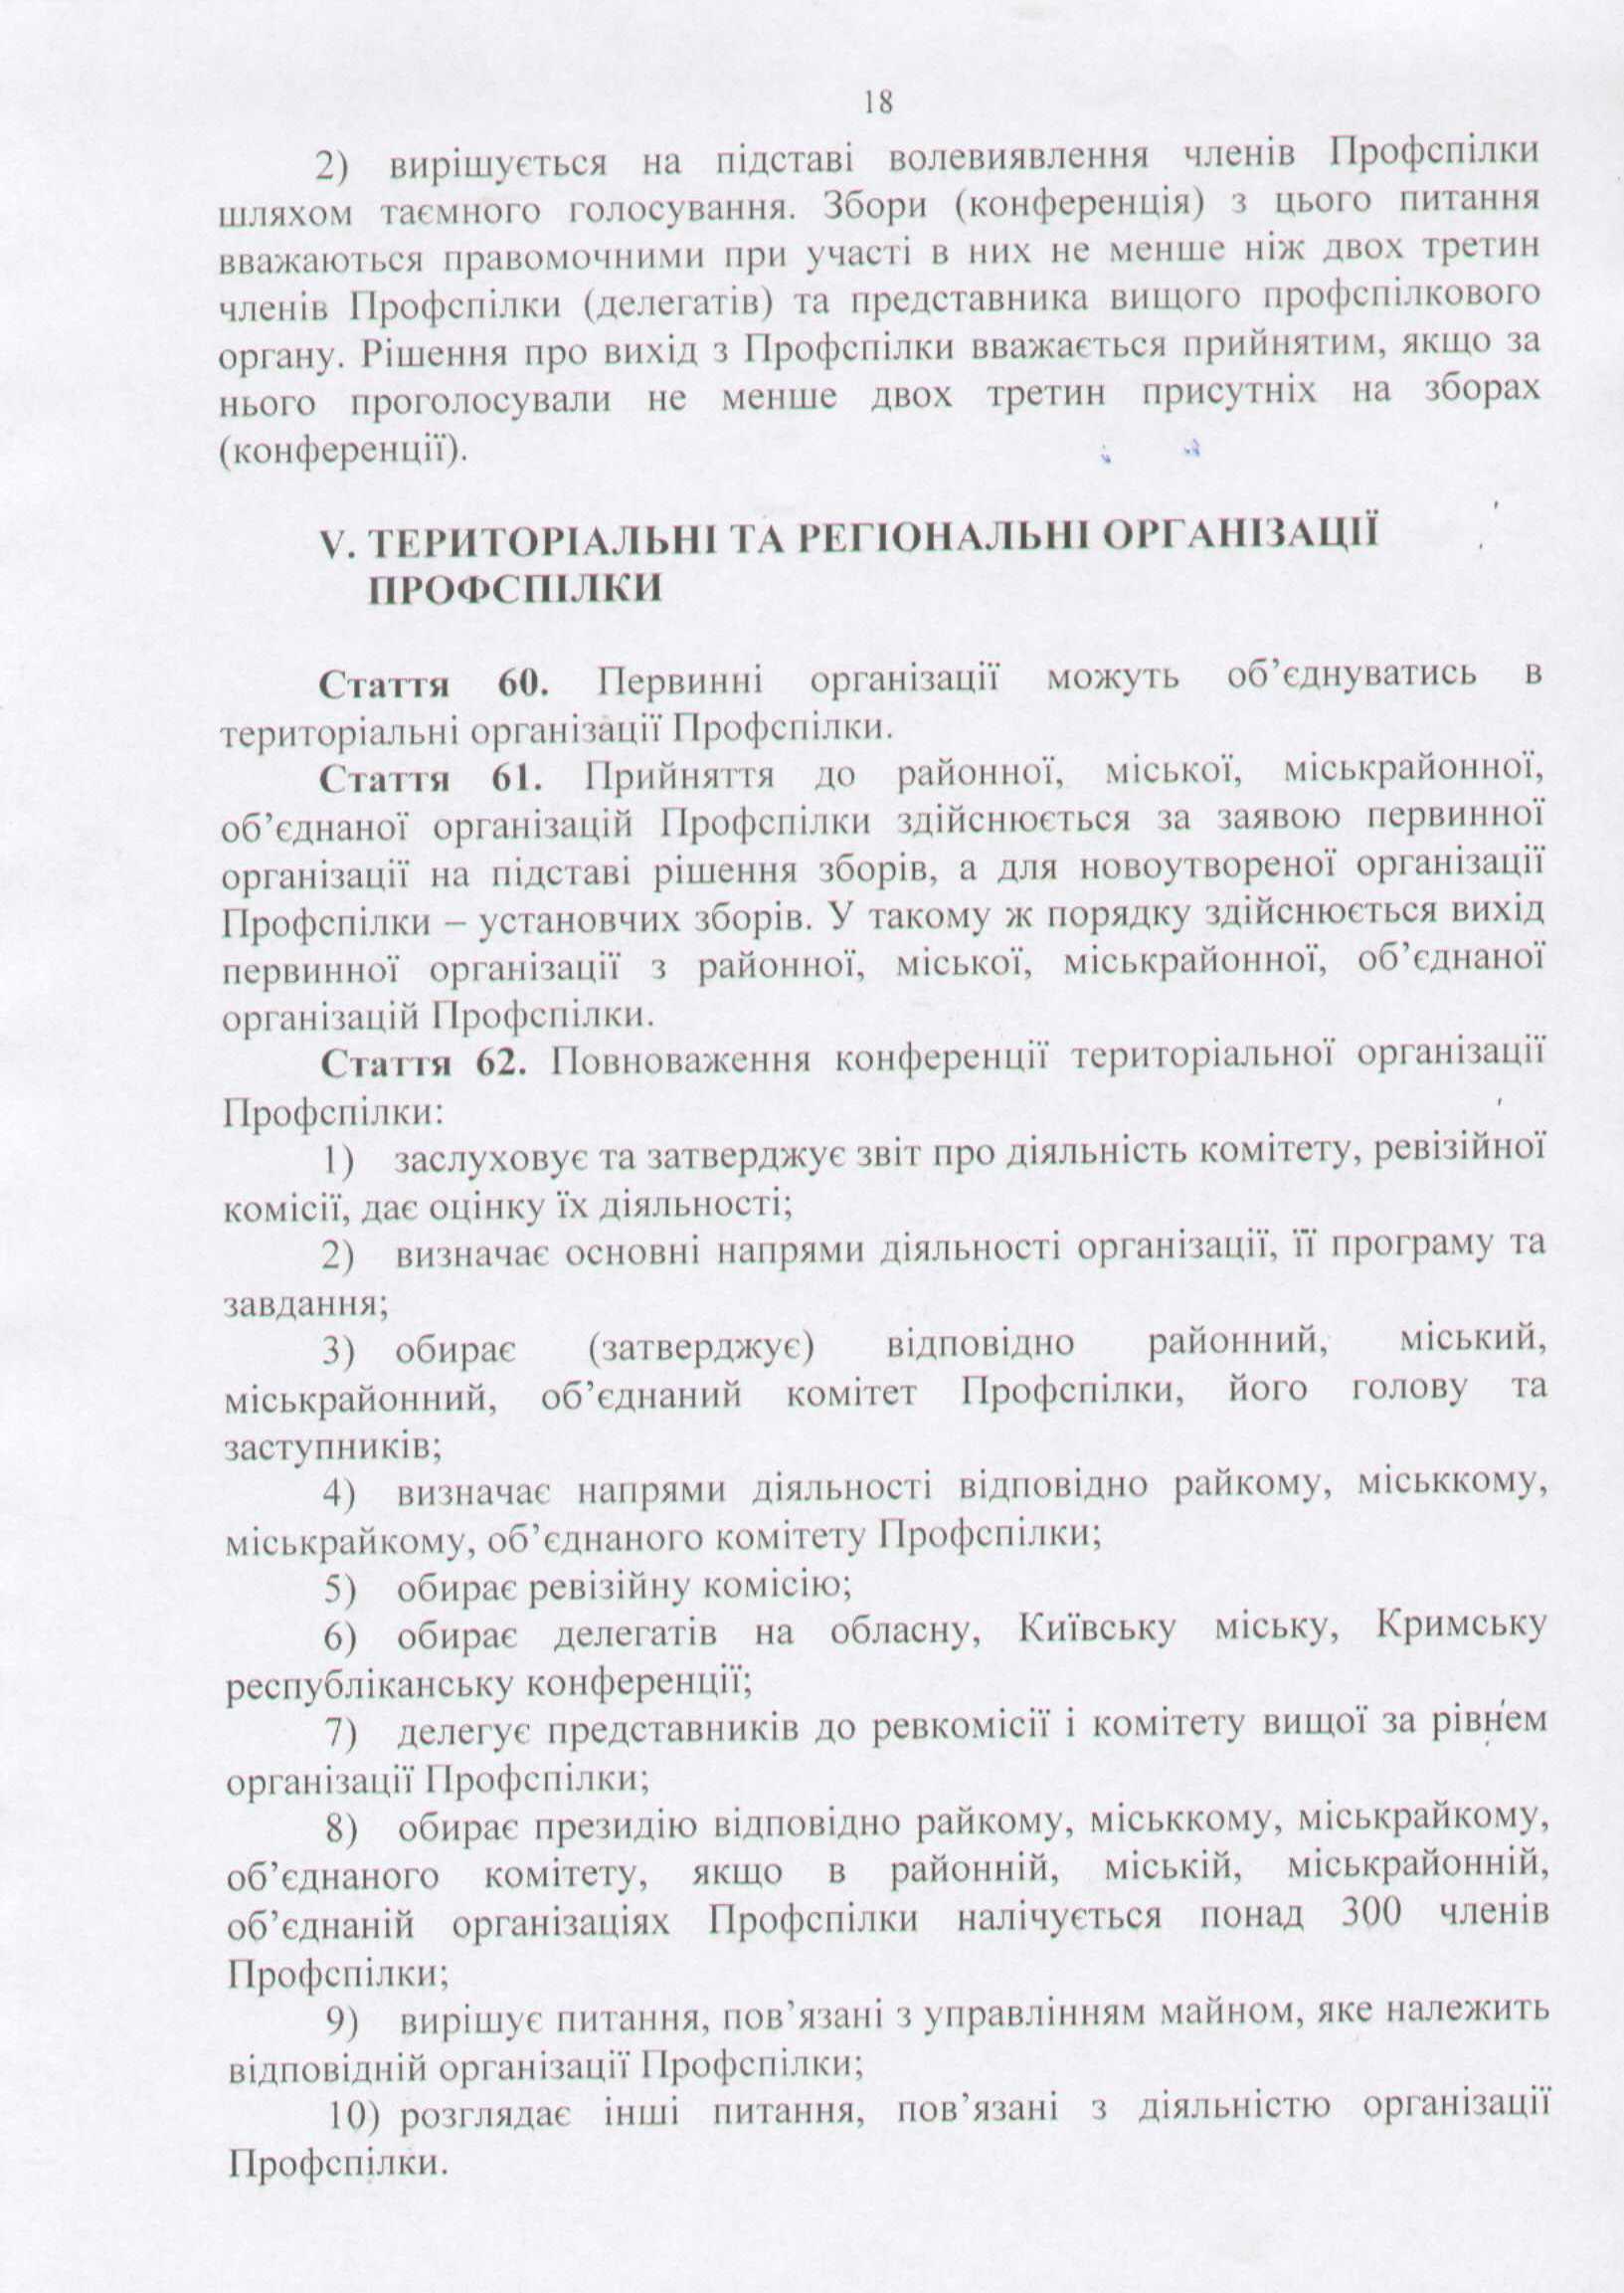 18
2) вирішується на підставі волевиявлення членів Профспілки
шляхом таємного голосування. Збори (конференція) з цього питання
вважаються правомочними при участі в них не менше ніж двох третин
членів Профспілки (делегатів) та представника вищого профспілкового
органу. Рішення про вихід з Профспілки вважається прийнятим, якщо за
нього проголосували не менше двох третин присутніх на зборах
(конференції).
V. ТЕРИТОРІАЛЬНІ ТА РЕГІОНАЛЬНІ ОРГАНІЗАЦІЇ
ПРОФСПІЛКИ
Стаття 60. Первинні організації можуть об’єднуватись в
територіальні організації Профспілки.
Стаття 61. Прийняття до районної, міської, міськрайонної,
об’єднаної організацій Профспілки здійснюється за заявою первинної
організації на підставі рішення зборів, а для новоутвореної організації
Профспілки – установчих зборів. У такому ж порядку здійснюється вихід
первинної організації з районної, міської, міськрайонної, об’єднаної
організацій Профспілки.
Стаття 62. Повноваження конференції територіальної організації
Профспілки:
1) заслуховує та затверджує звіт про діяльність комітету, ревізійної
комісії, дає оцінку їх діяльності;
2) визначає основні напрями діяльності організації, її програму та
завдання;
3) обирає (затверджує) відповідно районний, міський,
міськрайонний, об’єднаний комітет Профспілки, його голову та
заступників;
4) визначає напрями діяльності відповідно райкому, міськкому,
міськрайкому, об’єднаного комітету Профспілки;
5) обирає ревізійну комісію;
6) обирає делегатів на обласну, Київську міську, Кримську
республіканську конференції;
7) делегує представників до ревкомісії і комітету вищої за рівнем
організації Профспілки;
8) обирає президію відповідно райкому, міськкому, міськрайкому,
об’єднаного комітету, якщо в районній, міській, міськрайонній,
об’єднаній організаціях Профспілки налічується понад 300 членів
Профспілки;
9) вирішує питання, пов’язані з управлінням майном, яке належить
відповідній організації Профспілки;
10) розглядає інші питання, пов’язані з діяльністю організації
Профспілки.